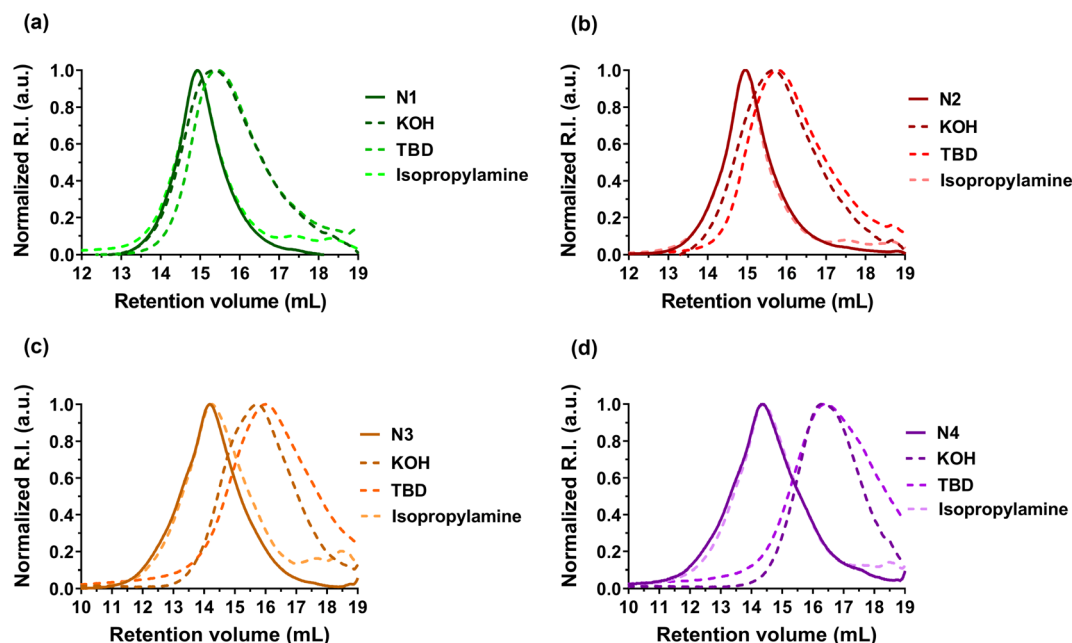 (a)
Normalized R.I. (a.u.)
1.0
0.8
0.6
0.4
0.2
0.0
12 13 14 15 16 17 18 19
Retention volume (mL)
N1
KOH
TBD
Isopropylamine
(b)
Normalized R.I. (a.u.)
1.0
0.8
0.6
0.4
0.2
0.0
12 13 14 15 16 17 18 19
Retention volume (mL)
N2
KOH
TBD
Isopropylamine
(c)
Normalized R.I. (a.u.)
1.0
0.8
0.6
0.4
0.2
0.0
10 11 12 13 14 15 16 17 18 19
Retention volume (mL)
N3
KOH
TBD
Isopropylamine
(d)
Normalized R.I. (a.u.)
1.0
0.8
0.6
0.4
0.2
0.0
10 11 12 13 14 15 16 17 18 19
Retention volume (mL)
N4
KOH
TBD
Isopropylamine